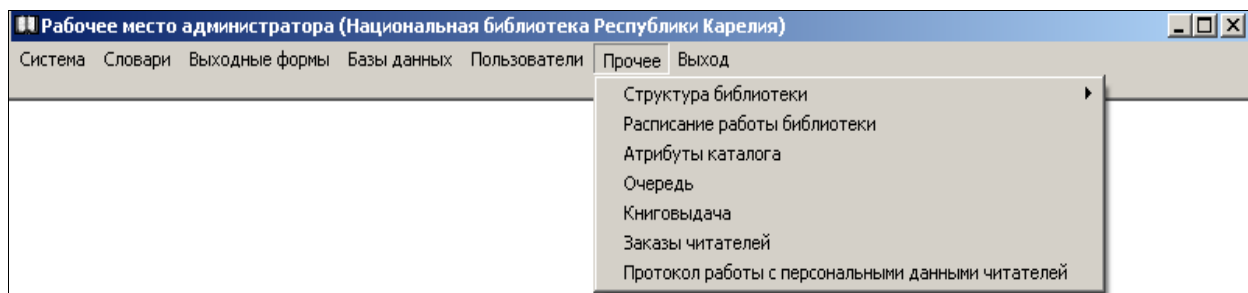 Рабочее место администратора (Национальная библиотека Республики Карелия)
Система Словари Выходные формы Базы данных Пользователи Прочее Выход
Структура библиотеки
Расписание работы библиотеки
Атрибуты каталога
Очередь
Книговыдача
Заказы читателей
Протокол работы с персональными данными читателей